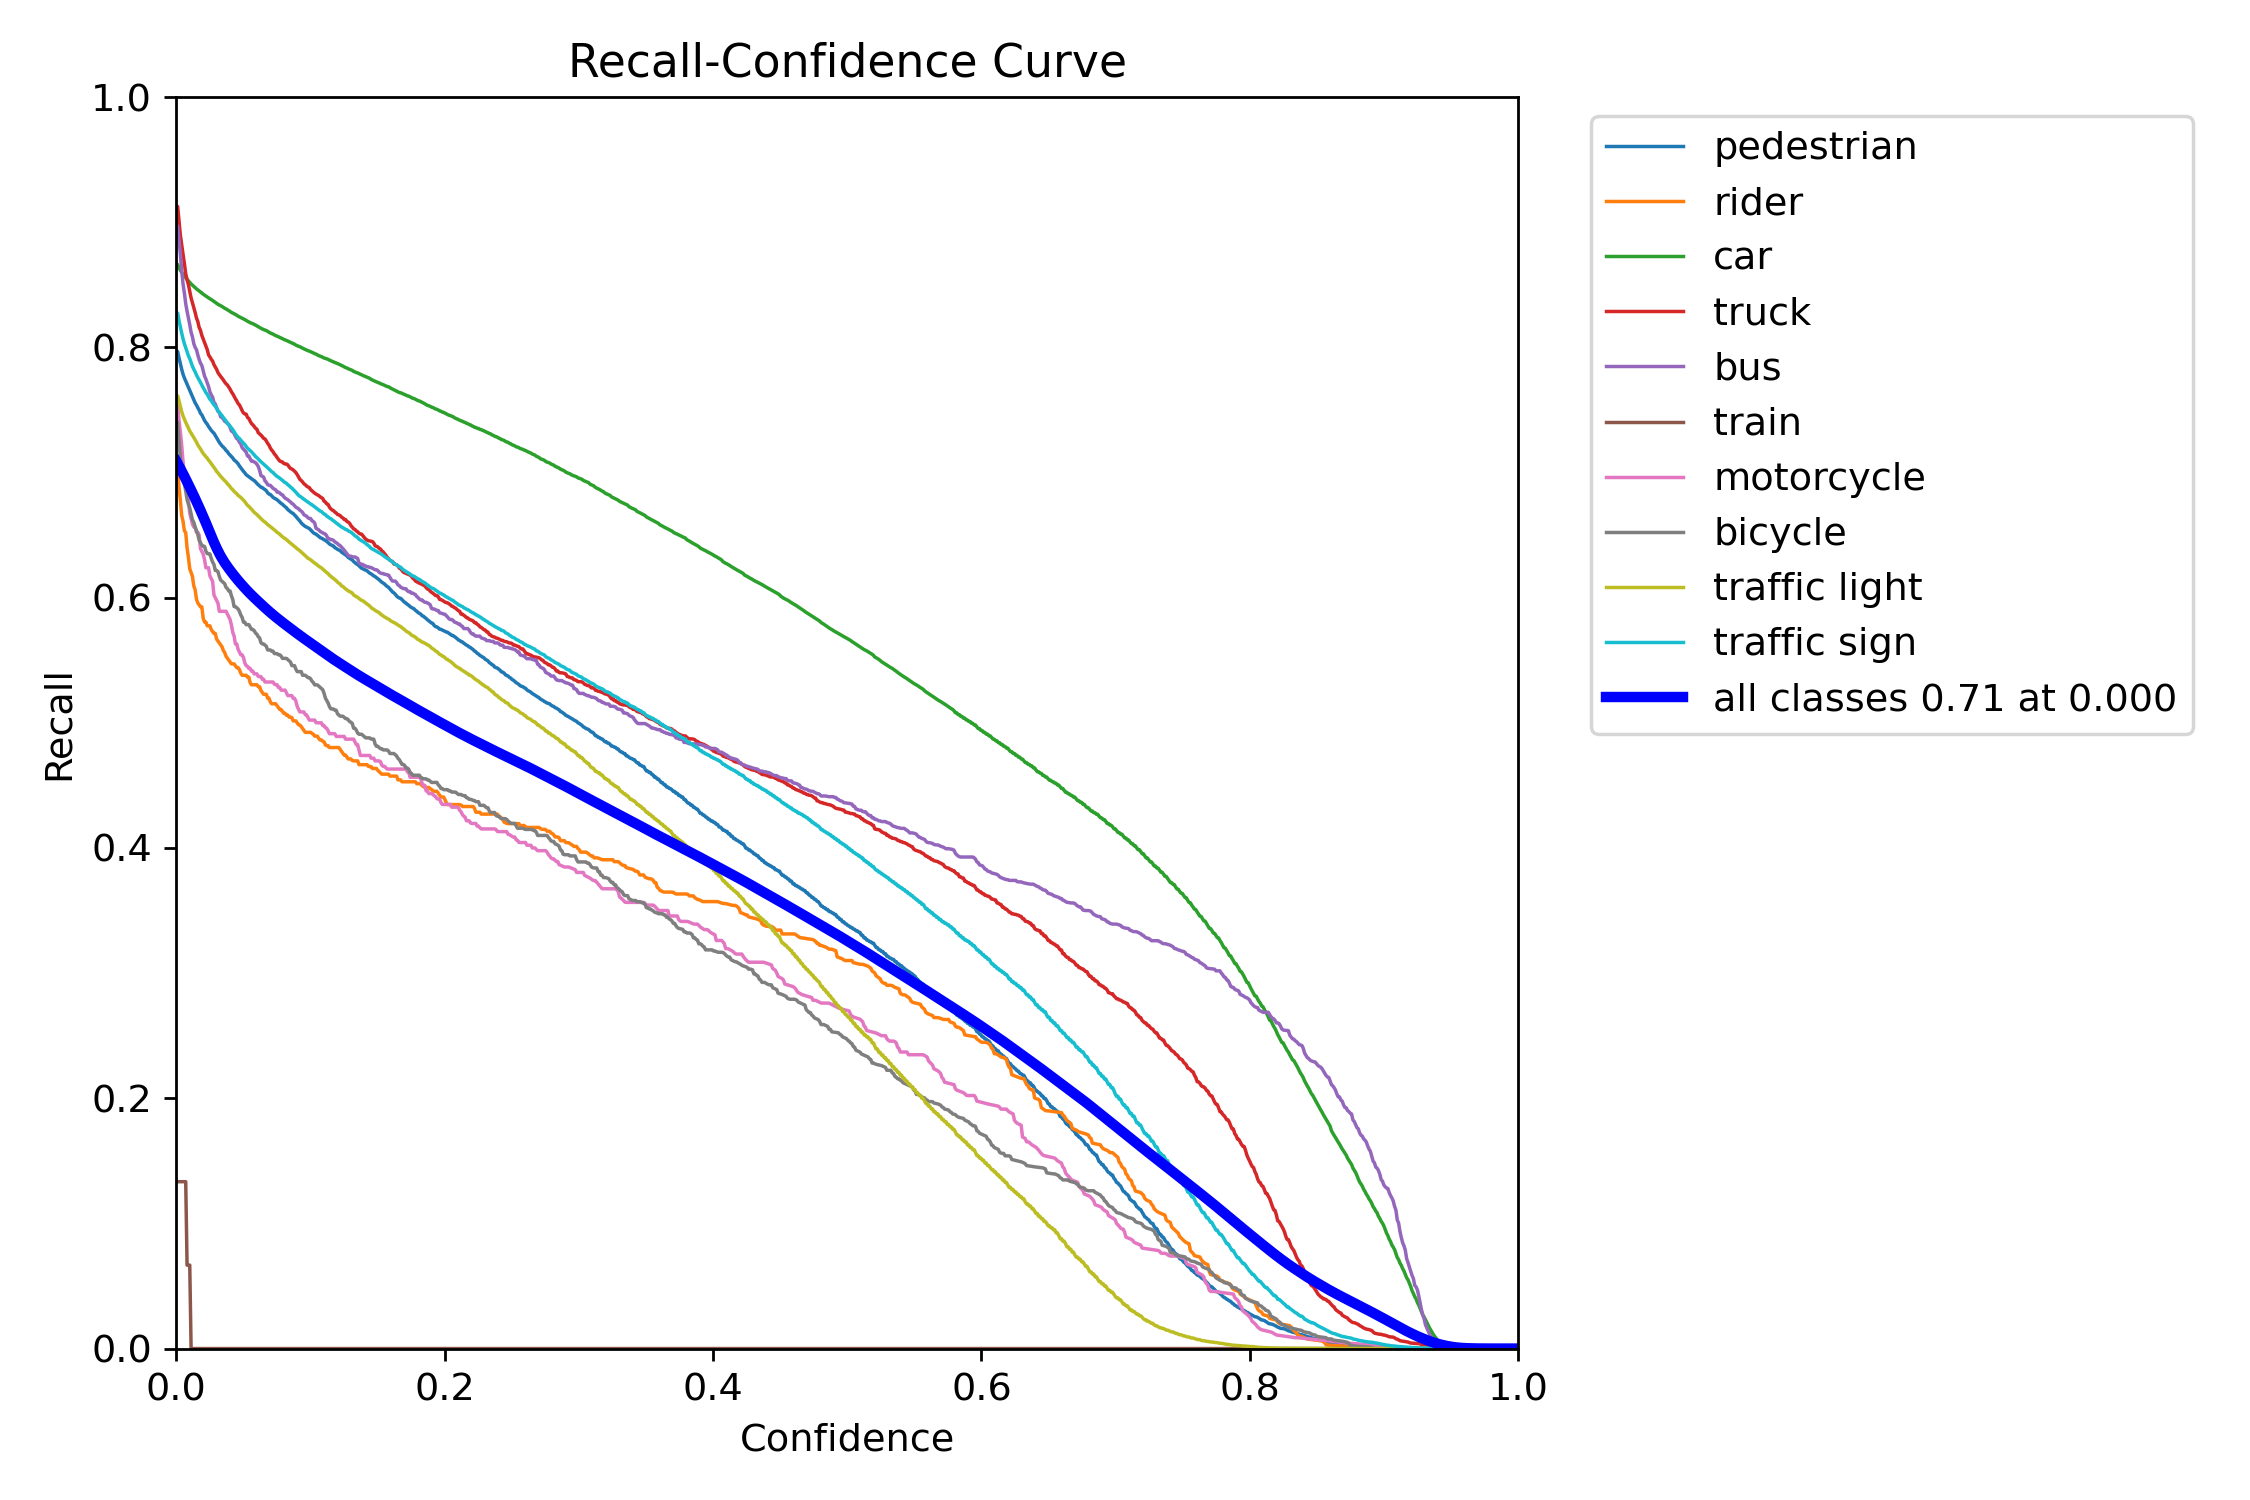 Recall-Confidence Curve
1.0
0.8
0.6
0.4
0.2
0.0
Recall
0.0 0.2 0.4 0.6 0.8 1.0
Confidence
pedestrian
rider
car
truck
bus
train
motorcycle
bicycle
traffic light
traffic sign
all classes 0.71 at 0.000